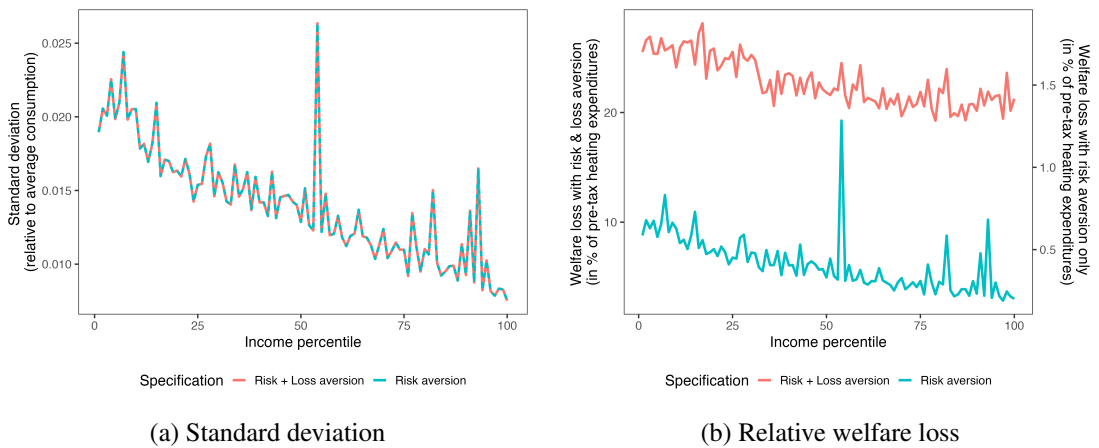 Standard deviation
(relative to average consumption)
0.025
0.020
0.015
0.010
0
25
50
75
100
Income percentile
Specification Risk + Loss aversion Risk aversion
(a) Standard deviation
Welfare loss with risk & loss aversion
(in % of pre-tax heating expenditures)
20
10
0
25
50
75
100
Income percentile
1.5
1.0
0.5
Welfare loss with risk aversion only
(in % of pre-tax heating expenditures)
Specification Risk + Loss aversion Risk aversion
(b) Relative welfare loss